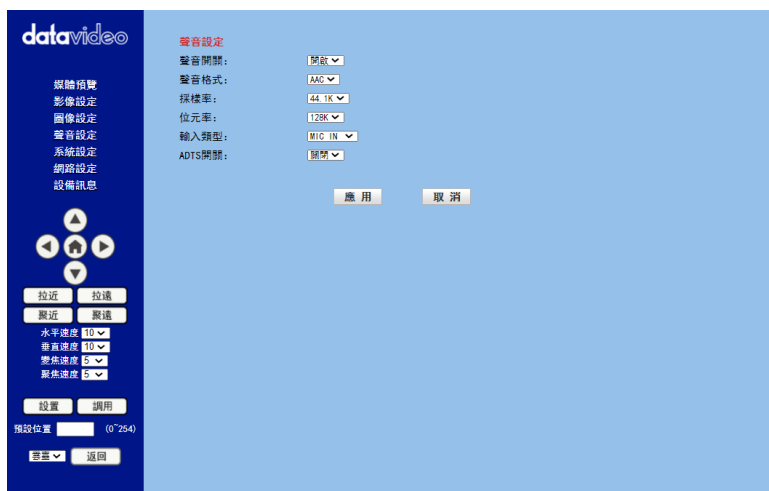 datavideo
媒體預覽
影像設定
圖像設定
聲音設定
系統設定
網路設定
設備訊息
拉近 拉遠
聚近 聚遠
水平速度 10
垂直速度 10
變焦速度 5
聚焦速度 5
設置 調用
預設位置 (0~254)
返回
聲音設定
聲音開關： 開啟
聲音格式： AAC
採樣率： 44.1K
位元率： 128K
輸入類型： MIC IN
ADTS開關： 關閉
應用 取消